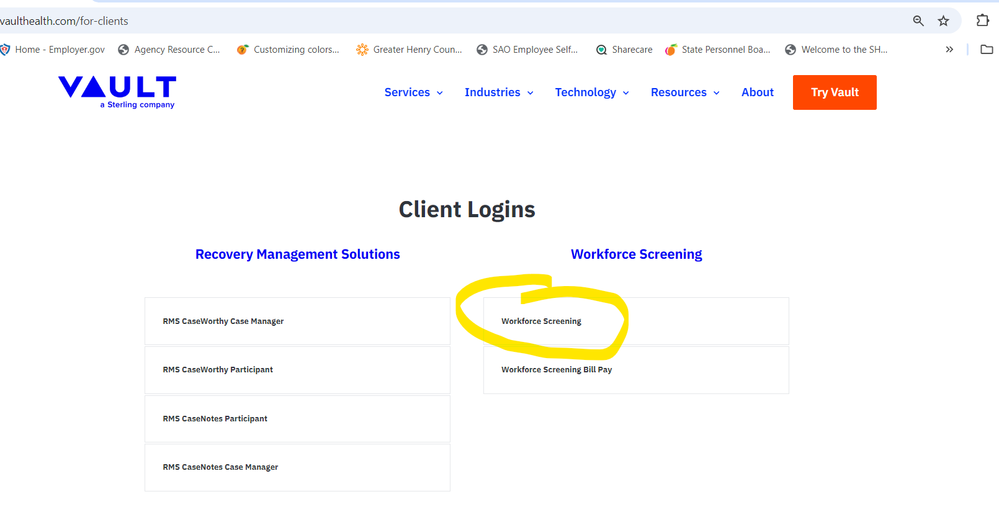 vaulthealth.com/for-clients
Home - Employer.gov Agency Resource C... Customizing colors... Greater Henry Coun... SAO Employee Self... Sharecare State Personnel Boa... Welcome to the SH... »
VAULT
a Sterling company
Services Industries Technology Resources About Try Vault
Client Logins
Recovery Management Solutions
RMS CaseWorthy Case Manager
RMS CaseWorthy Participant
RMS CaseNotes Participant
RMS CaseNotes Case Manager
Workforce Screening
Workforce Screening
Workforce Screening Bill Pay